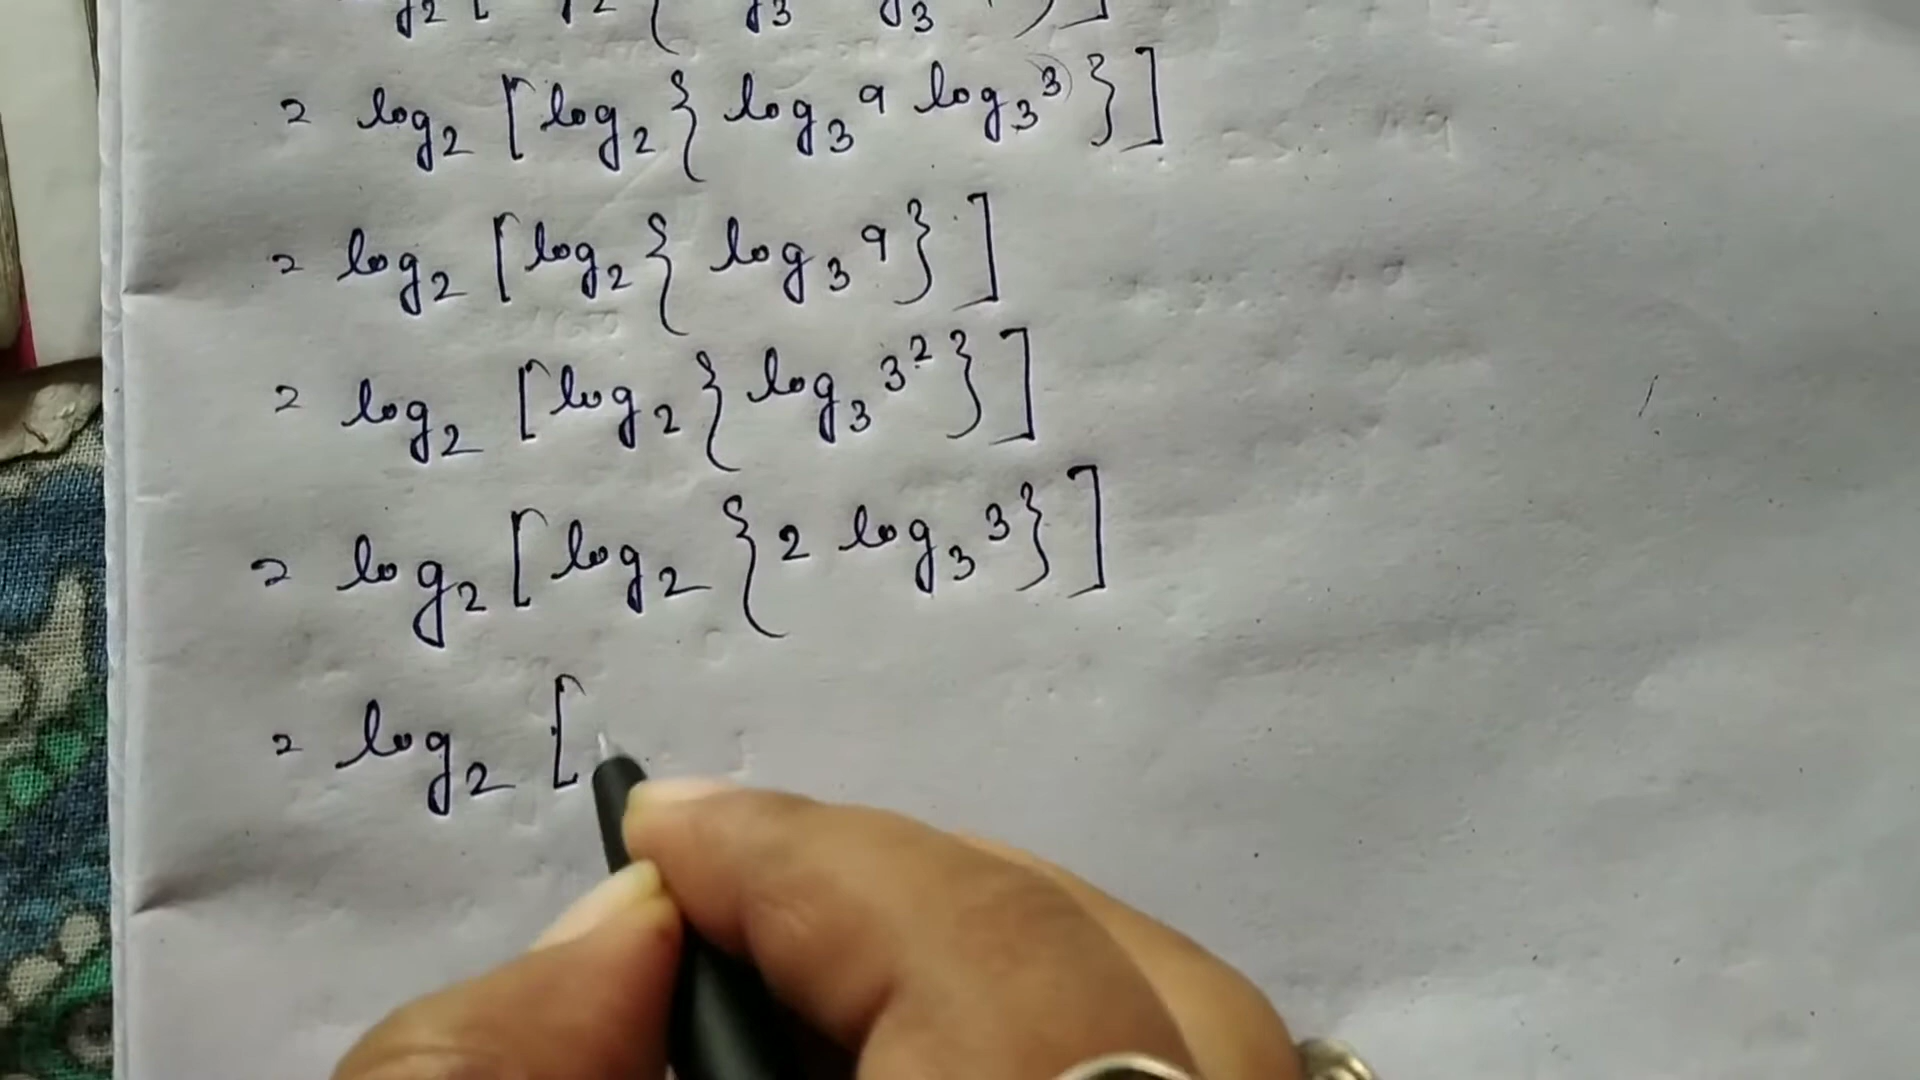 = log₂ [log₂ { log₃ 9 log₃ 3 }]
= log₂ [log₂ { log₃ 9 } ]
= log₂ [log₂ { log₃ 3² }]
= log₂ [log₂ { 2 log₃ 3 }]
= log₂ [